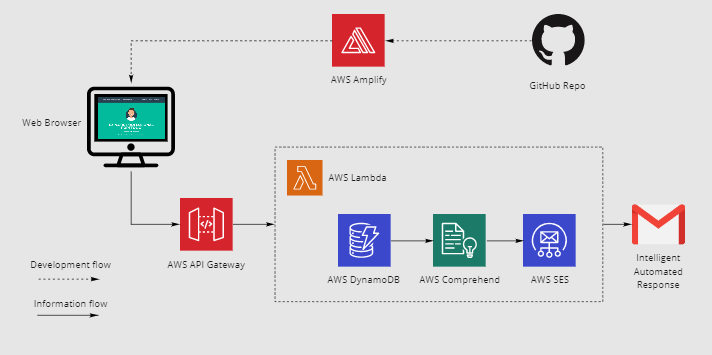 AWS Amplify
GitHub Repo
Web Browser
AWS Lambda
AWS API Gateway
AWS DynamoDB
AWS Comprehend
AWS SES
Intelligent
Automated
Response
Development flow
Information flow